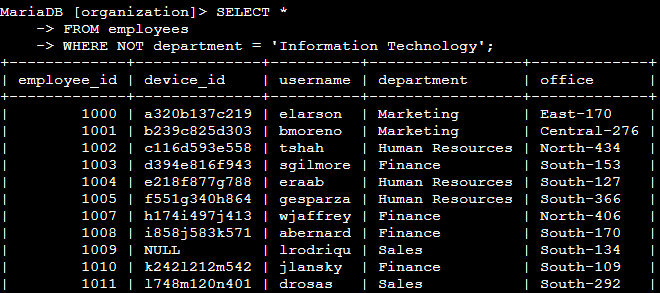 MariaDB [organization]> SELECT *
    -> FROM employees
    -> WHERE NOT department = 'Information Technology';
+-------------+--------------+----------+-----------------+-------------+
| employee_id | device_id    | username | department      | office      |
+-------------+--------------+----------+-----------------+-------------+
|        1000 | a320b137c219 | elarson  | Marketing       | East-170    |
|        1001 | b239c825d303 | bmoreno  | Marketing       | Central-276 |
|        1002 | c116d593e558 | tshah    | Human Resources | North-434   |
|        1003 | d394e816f943 | sgilmore | Finance         | South-153   |
|        1004 | e218f877g788 | eraab    | Human Resources | South-127   |
|        1005 | f551g340h864 | gesparza | Human Resources | South-366   |
|        1007 | h174i497j413 | wjaffrey | Finance         | North-406   |
|        1008 | i858j583k571 | abernard | Finance         | South-170   |
|        1009 | NULL         | lrodriqu | Sales           | South-134   |
|        1010 | k242l212m542 | jlansky  | Finance         | South-109   |
|        1011 | l748m120n401 | drosas   | Sales           | South-292   |